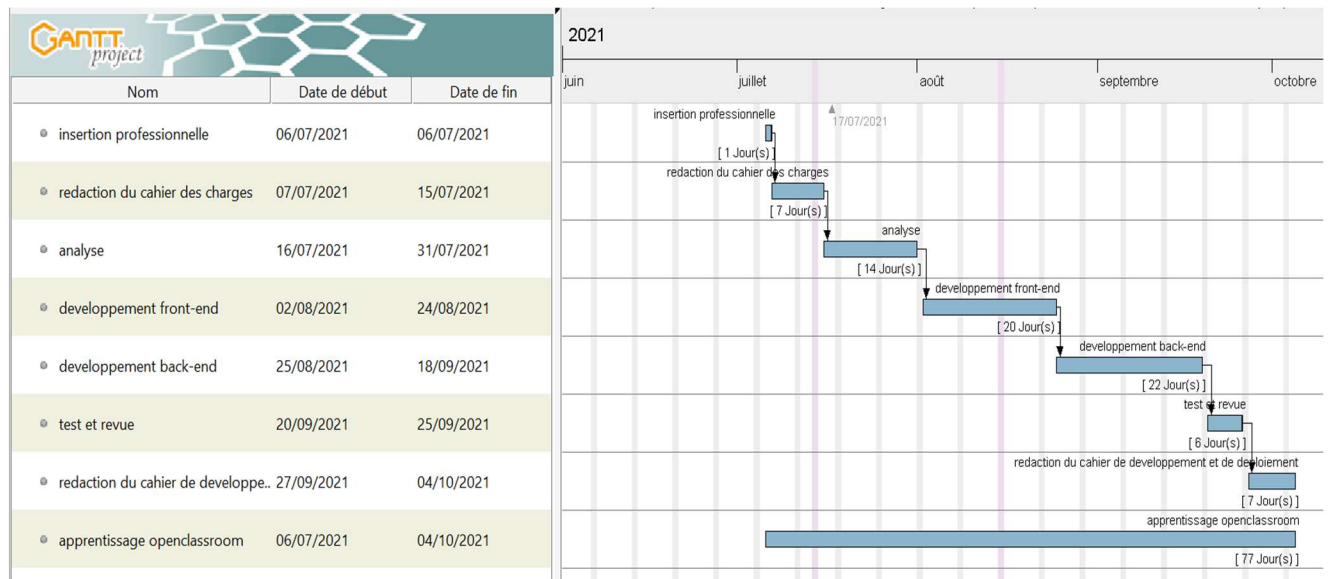 GANTT
project
2021
juin juillet août septembre octobre
Nom Date de début Date de fin
17/07/2021
insertion professionnelle 06/07/2021 06/07/2021
insertion professionnelle
[ 1 Jour(s) ]
redaction du cahier des charges 07/07/2021 15/07/2021
redaction du cahier des charges
[ 7 Jour(s) ]
analyse 16/07/2021 31/07/2021
analyse
[ 14 Jour(s) ]
developpement front-end 02/08/2021 24/08/2021
developpement front-end
[ 20 Jour(s) ]
developpement back-end 25/08/2021 18/09/2021
developpement back-end
[ 22 Jour(s) ]
test et revue 20/09/2021 25/09/2021
test et revue
[ 6 Jour(s) ]
redaction du cahier de developpe.. 27/09/2021 04/10/2021
redaction du cahier de developpement et de deploiement
[ 7 Jour(s) ]
apprentissage openclassroom 06/07/2021 04/10/2021
apprentissage openclassroom
[ 77 Jour(s) ]